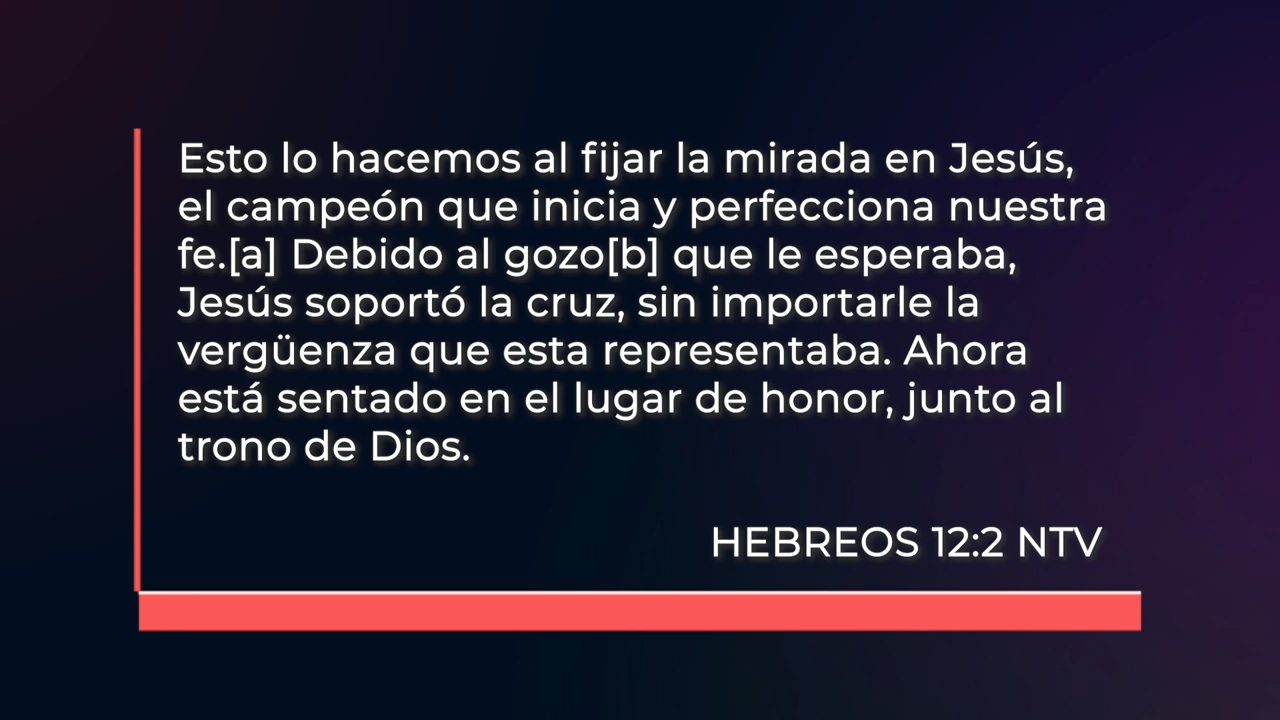 Esto lo hacemos al fijar la mirada en Jesús,
el campeón que inicia y perfecciona nuestra
fe.[a] Debido al gozo[b] que le esperaba,
Jesús soportó la cruz, sin importarle la
vergüenza que esta representaba. Ahora
está sentado en el lugar de honor, junto al
trono de Dios.
HEBREOS 12:2 NTV